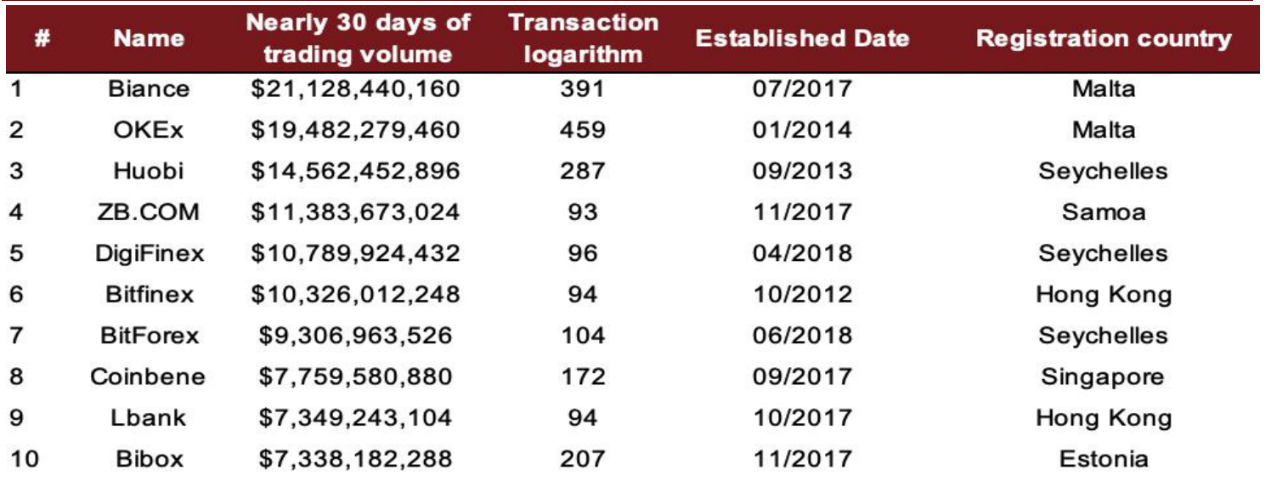 # Name Nearly 30 days of trading volume Transaction logarithm Established Date Registration country
1 Biance $21,128,440,160 391 07/2017 Malta
2 OKEx $19,482,279,460 459 01/2014 Malta
3 Huobi $14,562,452,896 287 09/2013 Seychelles
4 ZB.COM $11,383,673,024 93 11/2017 Samoa
5 DigiFinex $10,789,924,432 96 04/2018 Seychelles
6 Bitfinex $10,326,012,248 94 10/2012 Hong Kong
7 BitForex $9,306,963,526 104 06/2018 Seychelles
8 Coinbene $7,759,580,880 172 09/2017 Singapore
9 Lbank $7,349,243,104 94 10/2017 Hong Kong
10 Bibox $7,338,182,288 207 11/2017 Estonia